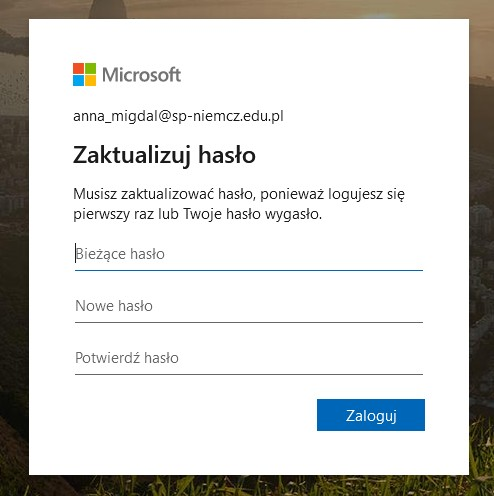 Microsoft
anna_migdal@sp-niemcz.edu.pl
Zaktualizuj hasło
Musisz zaktualizować hasło, ponieważ logujesz się
pierwszy raz lub Twoje hasło wygasło.
Bieżące hasło
Nowe hasło
Potwierdź hasło
Zaloguj